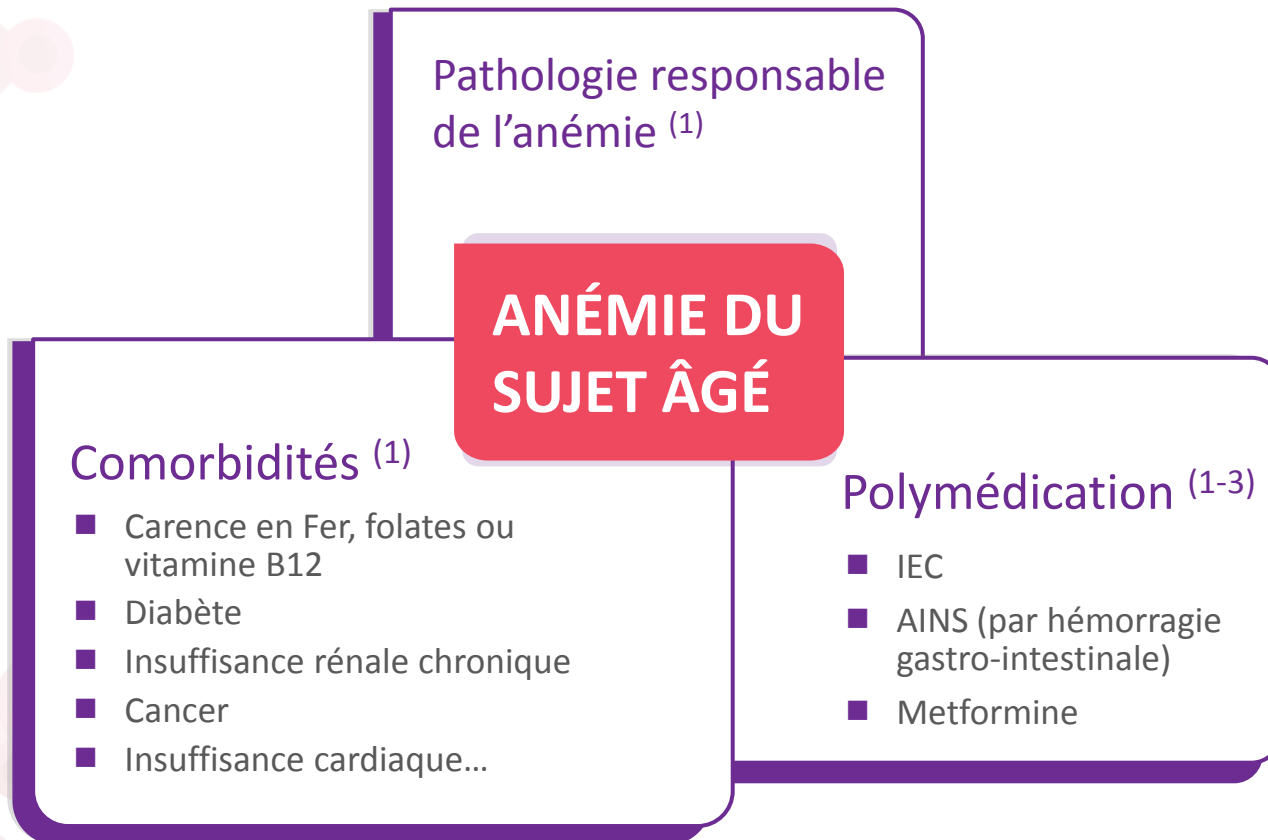 Pathologie responsable
de l'anémie (1)
ANÉMIE DU
SUJET ÂGÉ
Comorbidités (1)
■ Carence en Fer, folates ou
vitamine B12
■ Diabète
■ Insuffisance rénale chronique
■ Cancer
■ Insuffisance cardiaque…
Polymédication (1-3)
■ IEC
■ AINS (par hémorragie
gastro-intestinale)
■ Metformine